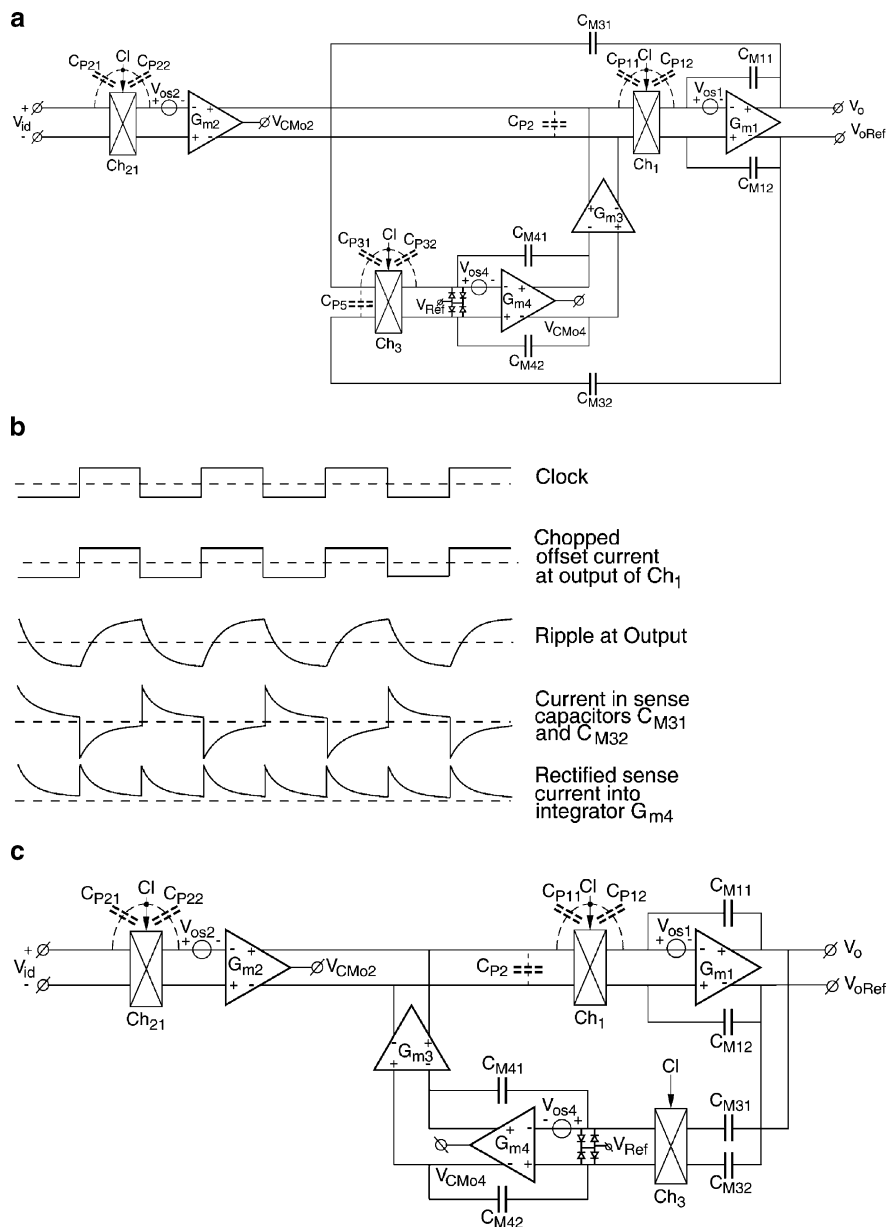 a
C_M31
C_P21 Cl C_P22
C_P11 Cl C_P12
C_M11
V_os2
+ -
V_os1
+ -
+
V_id
-
- +
G_m2
+ -
V_CMo2
C_P2
- +
G_m1
+ -
V_o
V_oRef
Ch_21
Ch_1
C_M12
+ -
G_m3
- +
C_P31 Cl C_P32
C_M41
V_os4
+ -
C_P5
V_Ref
- +
G_m4
+ -
V_CMo4
Ch_3
C_M42
C_M32
b
Clock
Chopped
offset current
at output of Ch_1
Ripple at Output
Current in sense
capacitors C_M31
and C_M32
Rectified sense
current into
integrator G_m4
c
C_P21 Cl C_P22
C_P11 Cl C_P12
C_M11
V_os2
+ -
V_os1
+ -
+
V_id
-
- +
G_m2
+ -
V_CMo2
C_P2
- +
G_m1
+ -
V_o
V_oRef
Ch_21
Ch_1
C_M12
- +
G_m3
+ -
C_M41
Cl
C_M31
V_os4
- +
+ -
G_m4
- +
V_Ref
V_CMo4
C_M32
Ch_3
C_M42